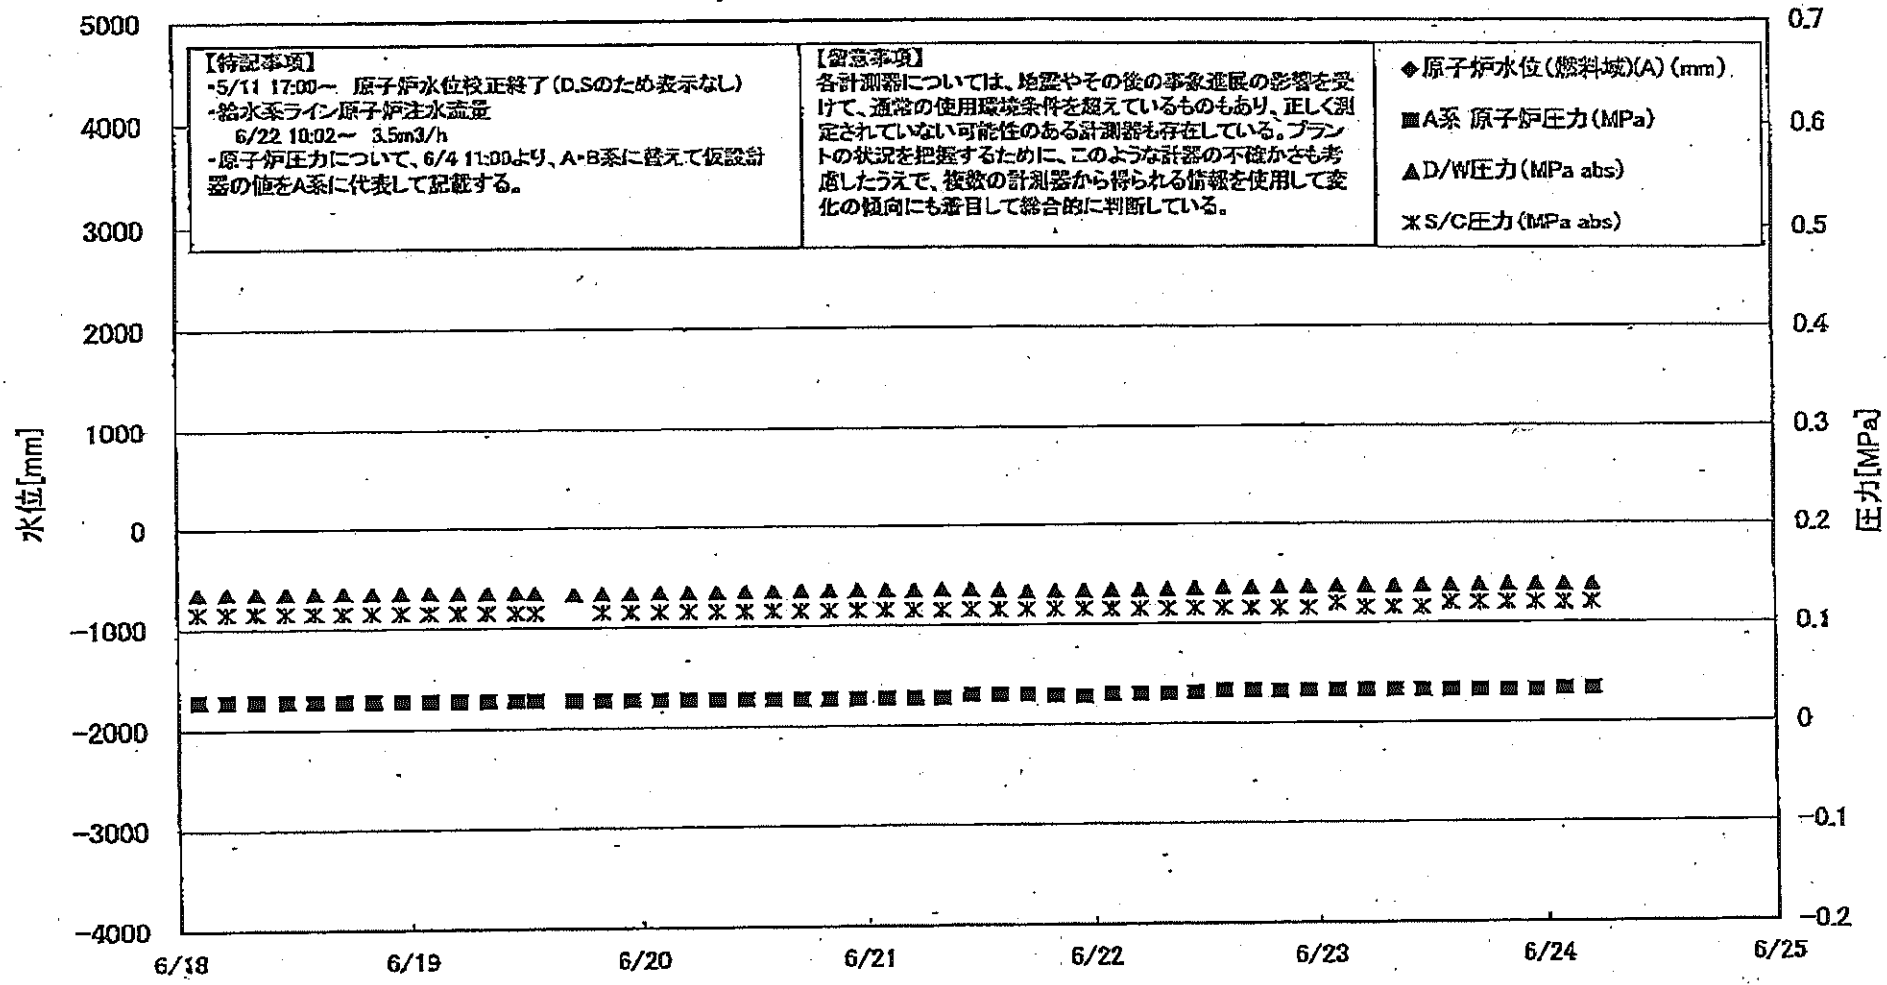 【特記事項】
・5/11 17:00～ 原子炉水位校正終了(D.Sのため表示なし)
・給水系ライン原子炉注水流量
6/22 10:02～ 3.5m3/h
・原子炉圧力について、6/4 11:00より、A・B系に替えて仮設計
器の値をA系に代表して記載する。
【留意事項】
各計測器については、地震やその後の事象進展の影響を受
けて、通常の使用環境条件を超えているものもあり、正しく測
定されていない可能性のある計測器も存在している。プラン
トの状況を把握するために、このような計器の不確かさも考
慮したうえで、複数の計測器から得られる情報を使用して変
化の傾向にも着目して総合的に判断している。
◆原子炉水位(燃料域)(A)(mm)
■A系 原子炉圧力(MPa)
▲D/W圧力(MPa abs)
ж S/C圧力(MPa abs)
水位[mm]
5000
4000
3000
2000
1000
0
-1000
-2000
-3000
-4000
圧力[MPa]
0.7
0.6
0.5
0.4
0.3
0.2
0.1
0
-0.1
-0.2
6/18
6/19
6/20
6/21
6/22
6/23
6/24
6/25